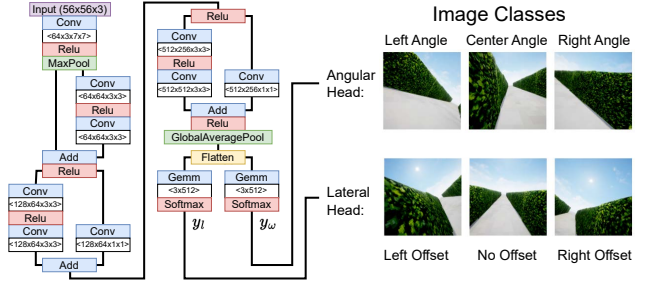 Input (56x56x3)
Conv
<64x3x7x7>
Relu
MaxPool
Conv
<64x64x3x3>
Relu
Conv
<64x64x3x3>
Add
Relu
Conv
<128x64x3x3>
Relu
Conv
<128x64x3x3>
Conv
<128x64x1x1>
Add
Relu
Conv
<512x256x3x3>
Relu
Conv
<512x512x3x3>
Conv
<512x256x1x1>
Add
Relu
GlobalAveragePool
Flatten
Gemm
<3x512>
Softmax
Gemm
<3x512>
Softmax
yl
yω
Image Classes
Left Angle
Center Angle
Right Angle
Angular
Head:
Lateral
Head:
Left Offset
No Offset
Right Offset